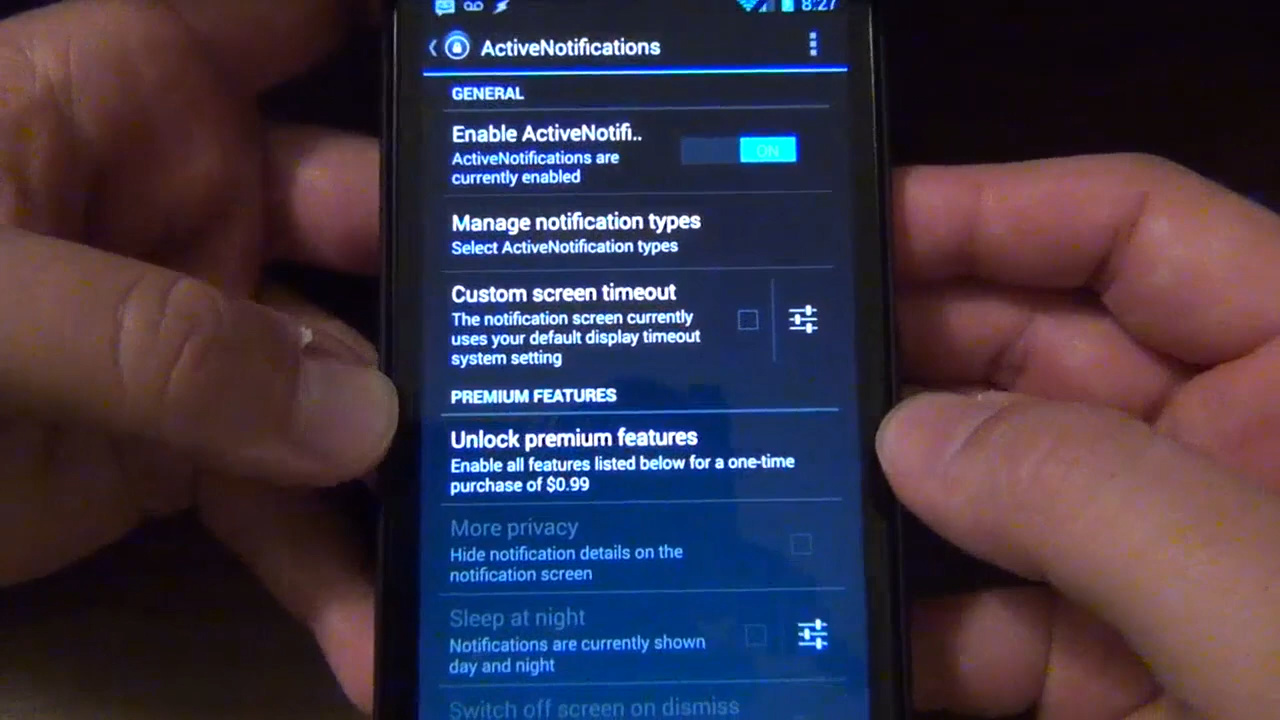 8:27
ActiveNotifications
GENERAL
Enable ActiveNotifi..
ActiveNotifications are
currently enabled
ON
Manage notification types
Select ActiveNotification types
Custom screen timeout
The notification screen currently
uses your default display timeout
system setting
PREMIUM FEATURES
Unlock premium features
Enable all features listed below for a one-time
purchase of $0.99
More privacy
Hide notification details on the
notification screen
Sleep at night
Notifications are currently shown
day and night
Switch off screen on dismiss